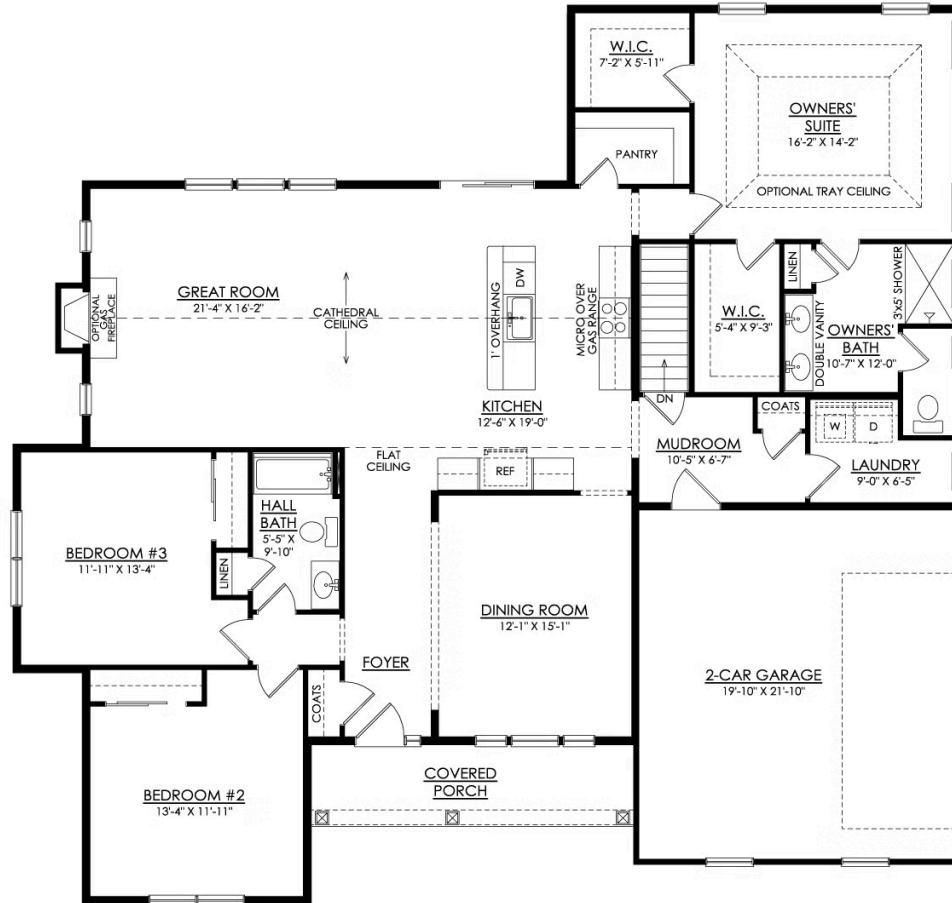 W.I.C.
7'-2" X 5'-11"
OWNERS'
SUITE
16'-2" X 14'-2"
OPTIONAL TRAY CEILING
PANTRY
GREAT ROOM
21'-4" X 16'-2"
OPTIONAL
GAS
FIREPLACE
CATHEDRAL
CEILING
1' OVERHANG
DW
MICRO OVER
GAS RANGE
KITCHEN
12'-6" X 19'-0"
DN
W.I.C.
5'-4" X 9'-3"
LINEN
DOUBLE VANITY
OWNERS'
BATH
10'-7" X 12'-0"
3'X5' SHOWER
COATS
MUDROOM
10'-5" X 6'-7"
W
D
LAUNDRY
9'-0" X 6'-5"
FLAT
CEILING
REF
HALL
BATH
5'-5" X
9'-10"
LINEN
BEDROOM #3
11'-11" X 13'-4"
DINING ROOM
12'-1" X 15'-1"
FOYER
COATS
2-CAR GARAGE
19'-10" X 21'-10"
COVERED
PORCH
BEDROOM #2
13'-4" X 11'-11"